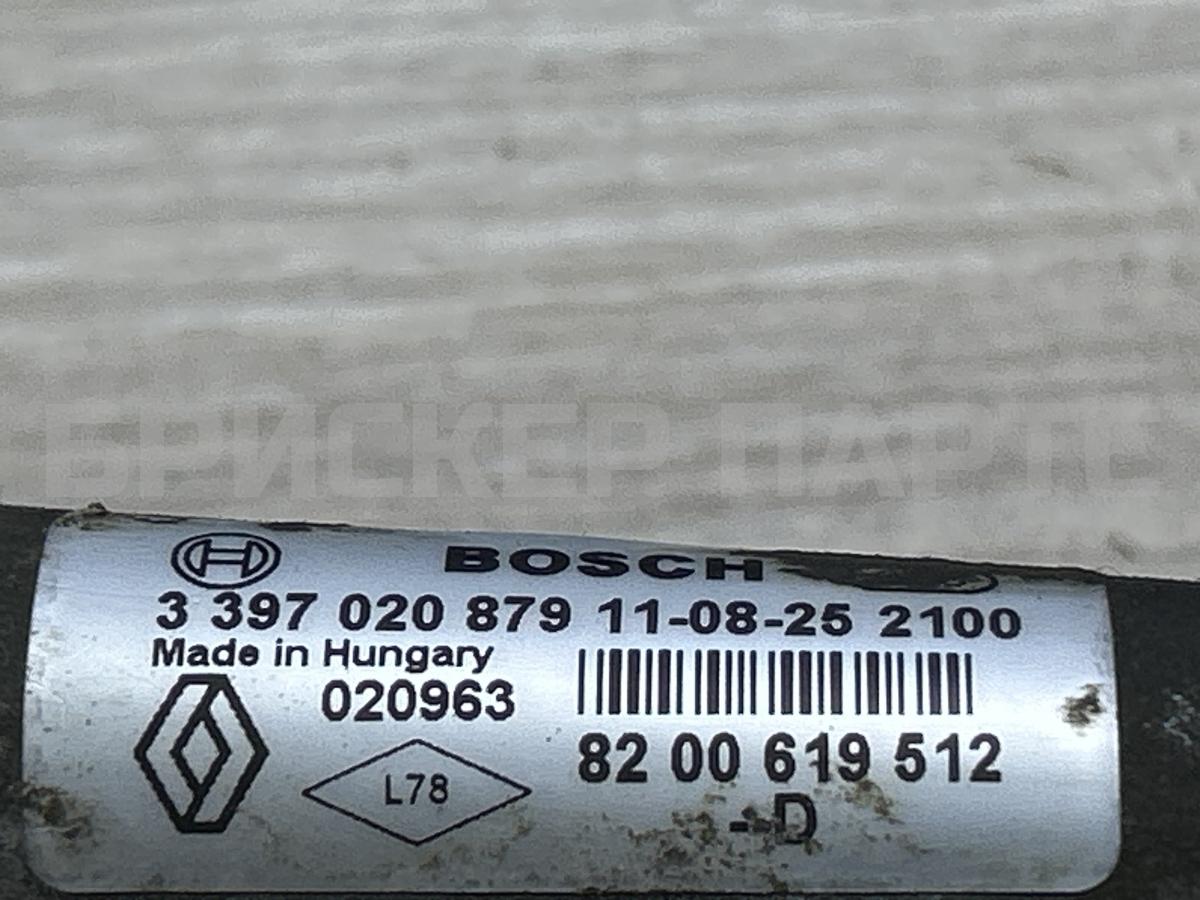 БРИСКЕР ПАРТС
BOSCH
3 397 020 879 11-08-25 2100
Made in Hungary
020963
L78
82 00 619 512
--D